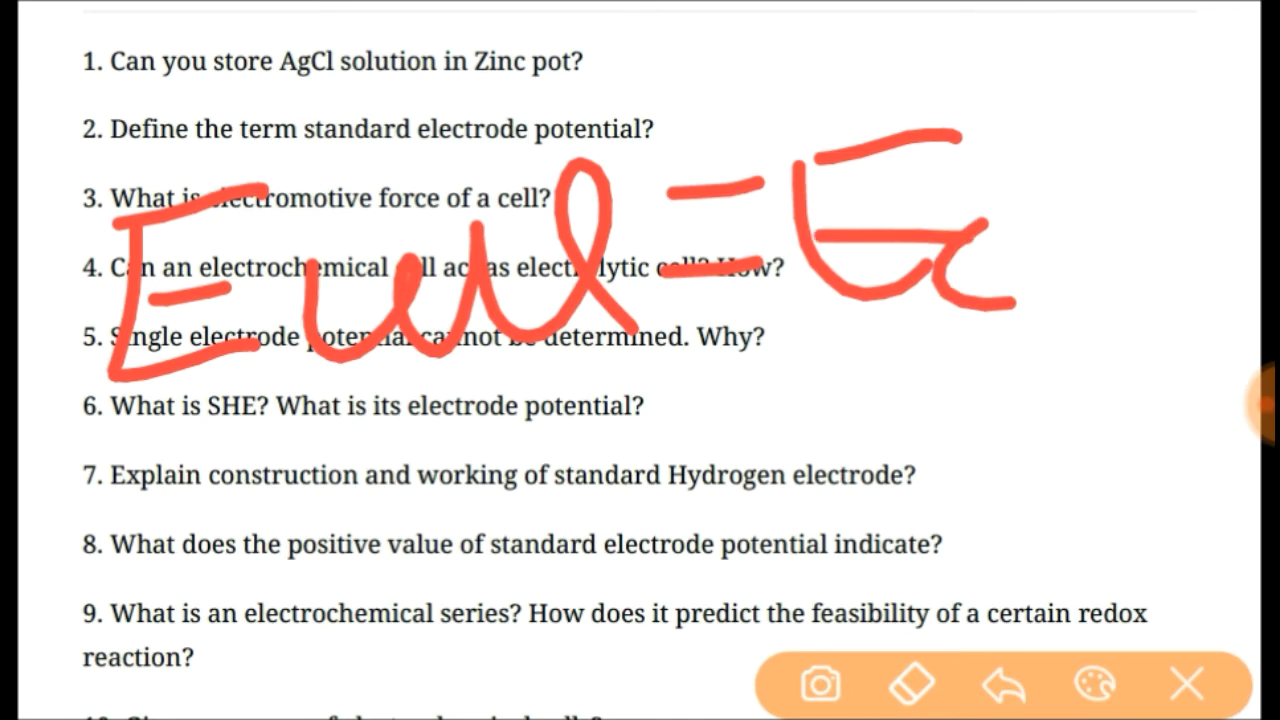 1. Can you store AgCl solution in Zinc pot?
2. Define the term standard electrode potential?
3. What is electromotive force of a cell?
4. Can an electrochemical cell act as electrolytic cell? How?
5. Single electrode potential cannot be determined. Why?
Ecell = Ec
6. What is SHE? What is its electrode potential?
7. Explain construction and working of standard Hydrogen electrode?
8. What does the positive value of standard electrode potential indicate?
9. What is an electrochemical series? How does it predict the feasibility of a certain redox
reaction?